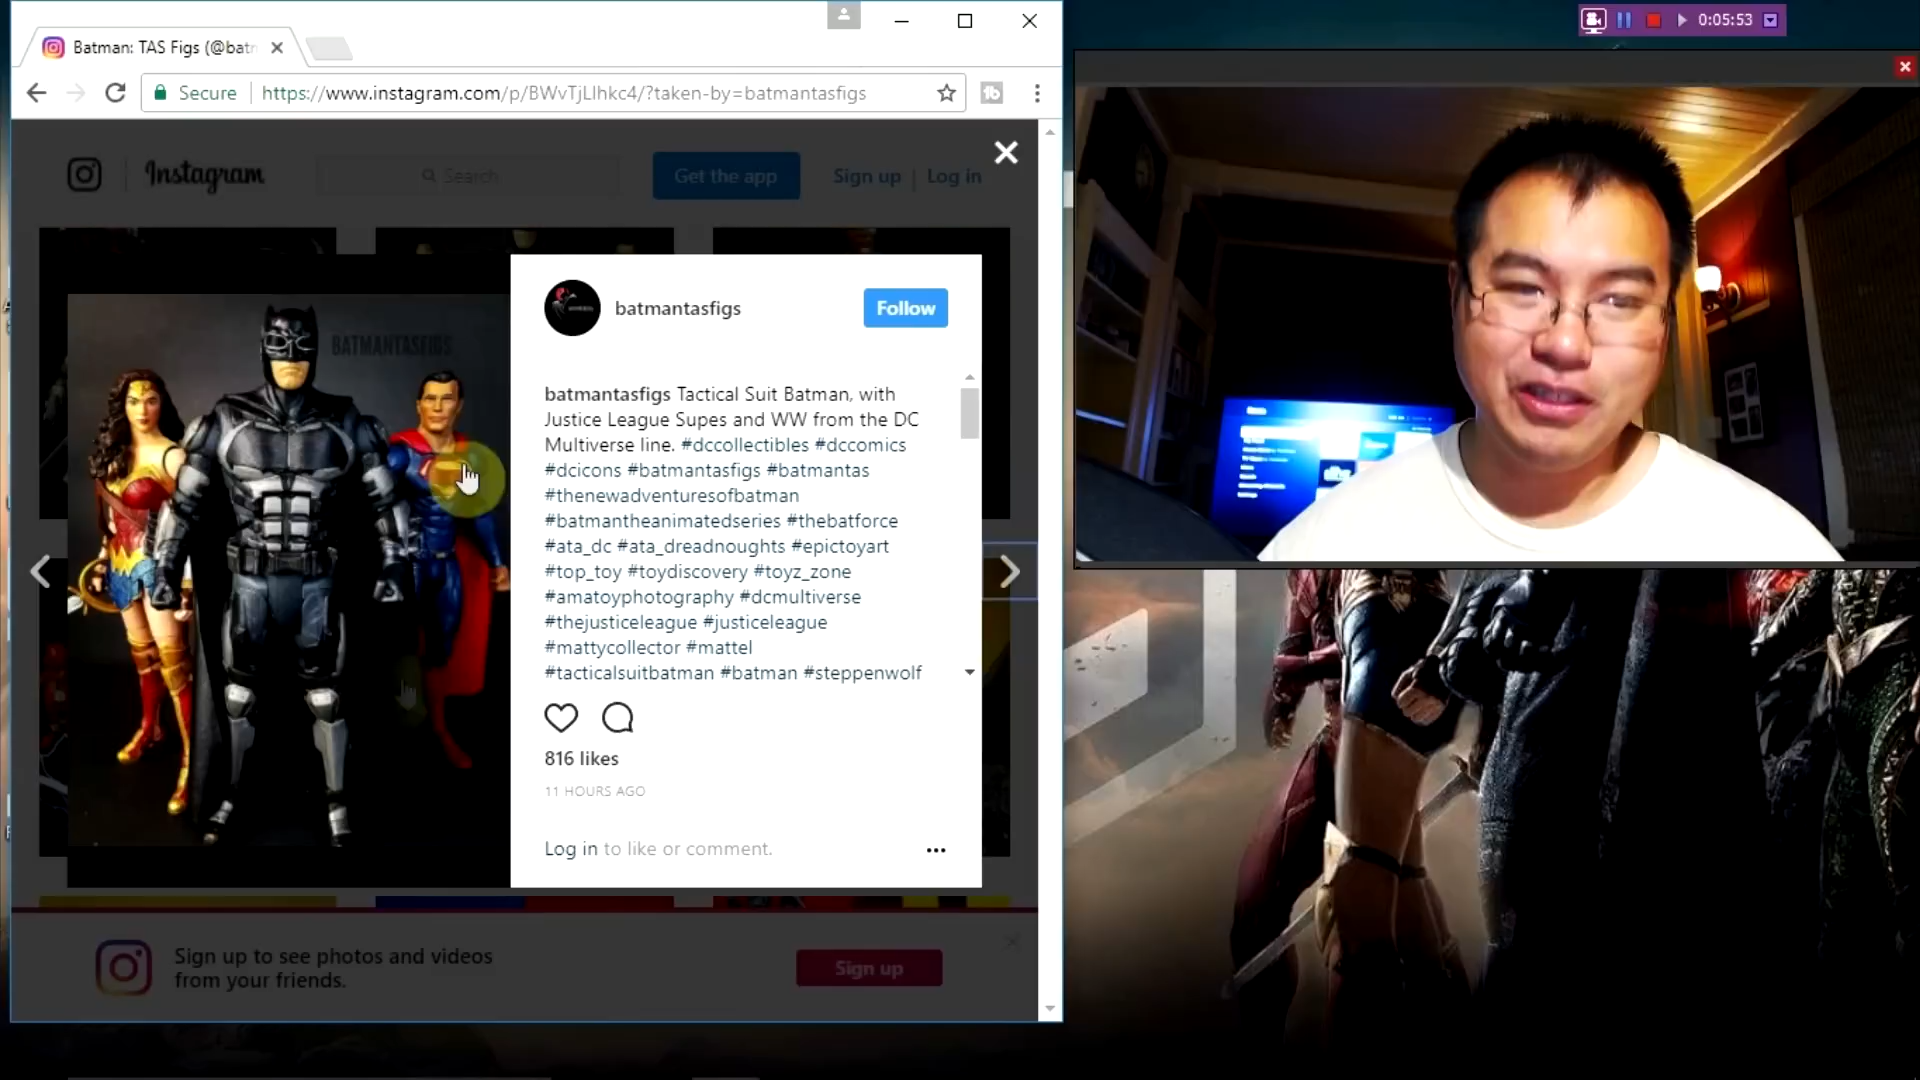 Batman: TAS Figs (@batm
0:05:53
Secure
https://www.instagram.com/p/BWvTjLIhkc4/?taken-by=batmantasfigs
Instagram
Search
Get the app
Sign up | Log in
BATMANTASFIGS
batmantasfigs
Follow
batmantasfigs Tactical Suit Batman, with
Justice League Supes and WW from the DC
Multiverse line. #dccollectibles #dccomics
#dcicons #batmantasfigs #batmantas
#thenewadventuresofbatman
#batmantheanimatedseries #thebatforce
#ata_dc #ata_dreadnoughts #epictoyart
#top_toy #toydiscovery #toyz_zone
#amatoyphotography #dcmultiverse
#thejusticeleague #justiceleague
#mattycollector #mattel
#tacticalsuitbatman #batman #steppenwolf
816 likes
11 HOURS AGO
Log in to like or comment.
Sign up to see photos and videos
from your friends.
Sign up